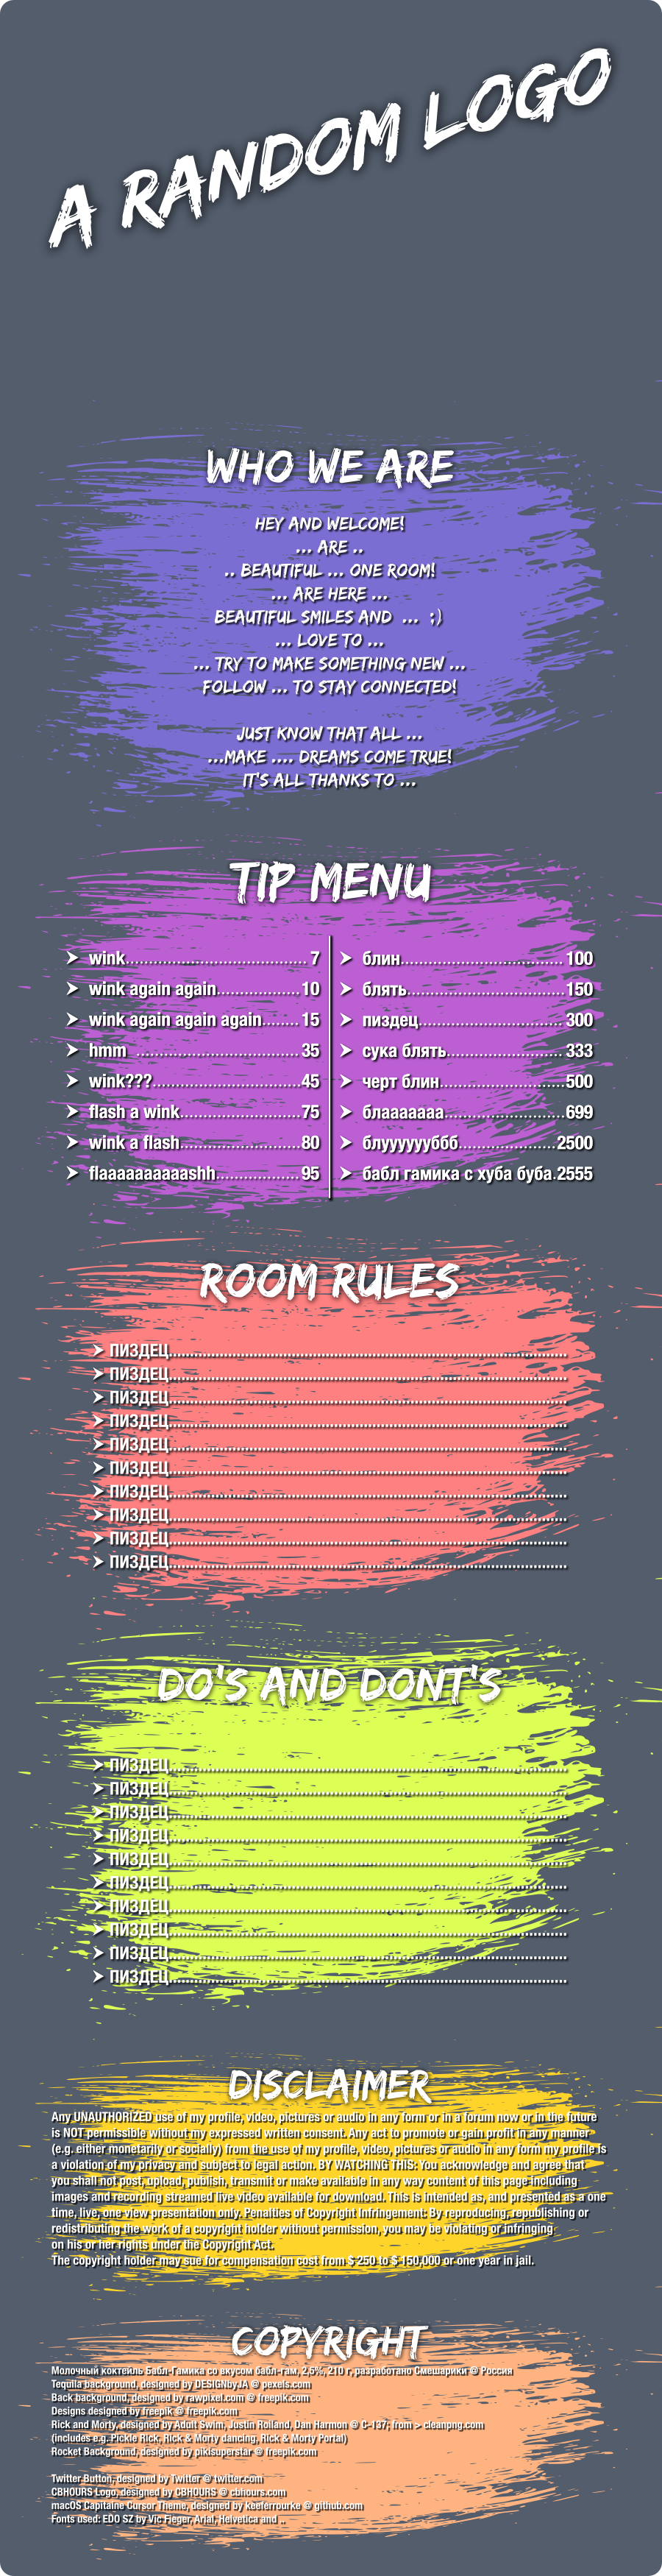 A RANDOM LOGO
WHO WE ARE
HEY AND WELCOME!
... ARE ..
.. BEAUTIFUL ... ONE ROOM!
... ARE HERE ...
BEAUTIFUL SMILES AND ... ;)
... LOVE TO ...
... TRY TO MAKE SOMETHING NEW ...
FOLLOW ... TO STAY CONNECTED!
JUST KNOW THAT ALL ...
...MAKE .... DREAMS COME TRUE!
IT'S ALL THANKS TO ...
TIP MENU
wink 7
wink again again 10
wink again again again 15
hmm 35
wink??? 45
flash a wink 75
wink a flash 80
flaaaaaaaaaashh 95
блин 100
блять 150
пиздец 300
сука блять 333
черт блин 500
блааааааа 699
блуууууубббб 2500
бабл гамика с хуба буба 2555
ROOM RULES
ПИЗДЕЦ
ПИЗДЕЦ
ПИЗДЕЦ
ПИЗДЕЦ
ПИЗДЕЦ
ПИЗДЕЦ
ПИЗДЕЦ
ПИЗДЕЦ
ПИЗДЕЦ
ПИЗДЕЦ
DO'S AND DONT'S
ПИЗДЕЦ
ПИЗДЕЦ
ПИЗДЕЦ
ПИЗДЕЦ
ПИЗДЕЦ
ПИЗДЕЦ
ПИЗДЕЦ
ПИЗДЕЦ
ПИЗДЕЦ
ПИЗДЕЦ
DISCLAIMER
Any UNAUTHORIZED use of my profile, video, pictures or audio in any form or in a forum now or in the future
is NOT permissible without my expressed written consent. Any act to promote or gain profit in any manner
(e.g. either monetarily or socially) from the use of my profile, video, pictures or audio in any form my profile is
a violation of my privacy and subject to legal action. BY WATCHING THIS: You acknowledge and agree that
you shall not post, upload, publish, transmit or make available in any way content of this page including
images and recording streamed live video available for download. This is intended as, and presented as a one
time, live, one view presentation only. Penalties of Copyright Infringement: By reproducing, republishing or
redistributing the work of a copyright holder without permission, you may be violating or infringing
on his or her rights under the Copyright Act.
The copyright holder may sue for compensation cost from $ 250 to $ 150,000 or one year in jail.
COPYRIGHT
Молочный коктейль Бабл-Гамика со вкусом бабл-гам, 2,5%, 210 г, разработано Смешарики @ Россия
Tequila background, designed by DESIGNbyJA @ pexels.com
Back background, designed by rawpixel.com @ freepik.com
Designs designed by freepik @ freepik.com
Rick and Morty, designed by Adult Swim, Justin Roiland, Dan Harmon @ C-137; from > cleanpng.com
(includes e.g. Pickle Rick, Rick & Morty dancing, Rick & Morty Portal)
Rocket Background, designed by pikisuperstar @ freepik.com
Twitter Button, designed by Twitter @ twitter.com
CBHOURS Logo, designed by CBHOURS @ cbhours.com
macOS Capitaine Cursor Theme, designed by keeferrourke @ github.com
Fonts used: EDO SZ by Vic Fieger, Arial, Helvetica and ..